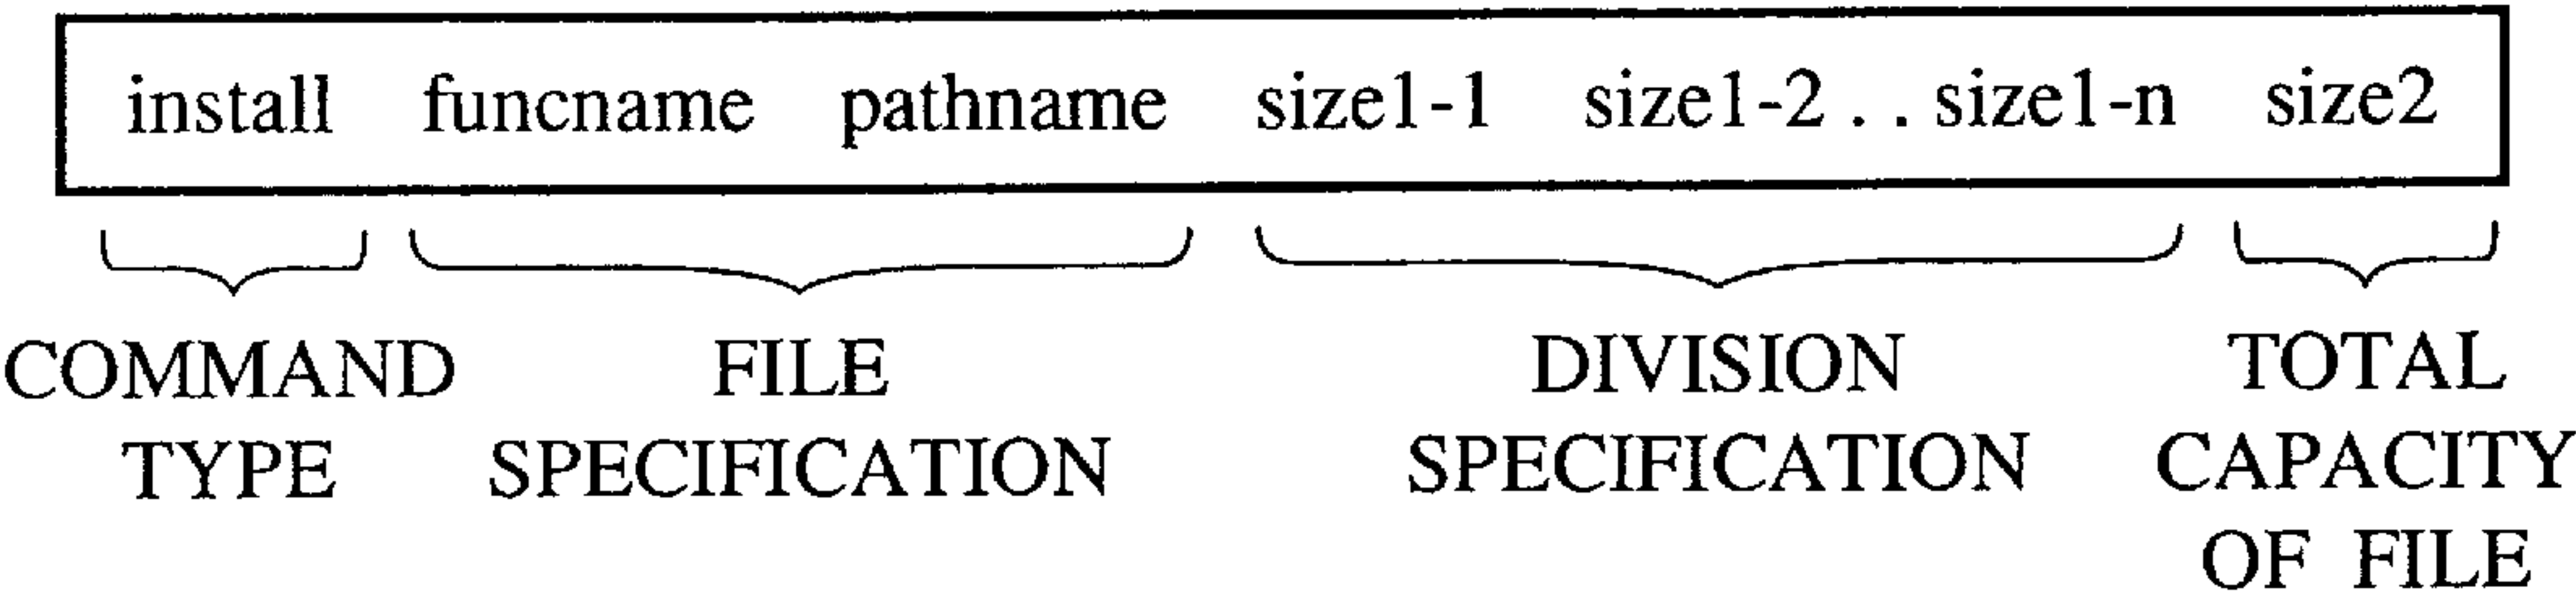 install funcname pathname size1-1 size1-2 . . size1-n size2
COMMAND TYPE
FILE SPECIFICATION
DIVISION SPECIFICATION
TOTAL CAPACITY OF FILE